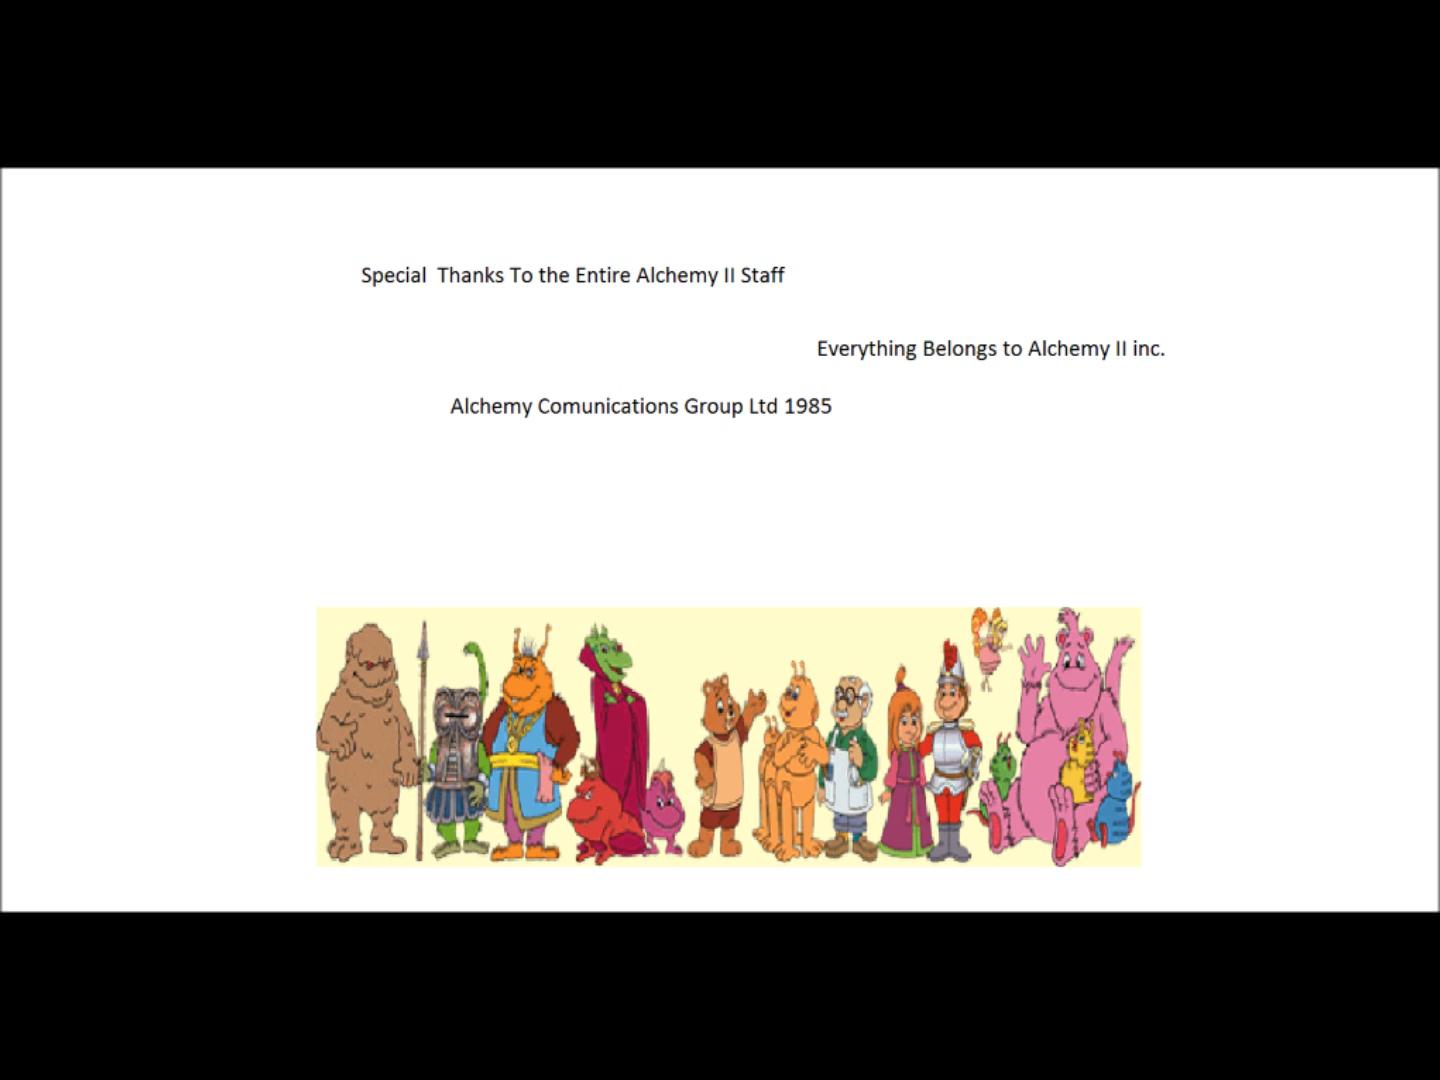 Special  Thanks To the Entire Alchemy II Staff
Everything Belongs to Alchemy II inc.
Alchemy Comunications Group Ltd 1985